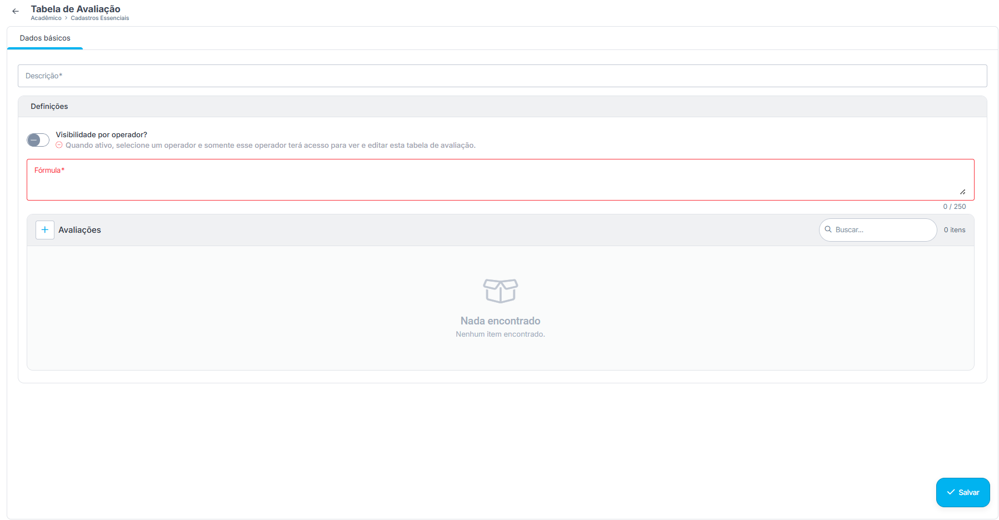 Tabela de Avaliação
Acadêmico > Cadastros Essenciais
Dados básicos
Descrição*
Definições
Visibilidade por operador?
Quando ativo, selecione um operador e somente esse operador terá acesso para ver e editar esta tabela de avaliação.
Fórmula*
0 / 250
Avaliações
Buscar...
0 itens
Nada encontrado
Nenhum item encontrado.
Salvar